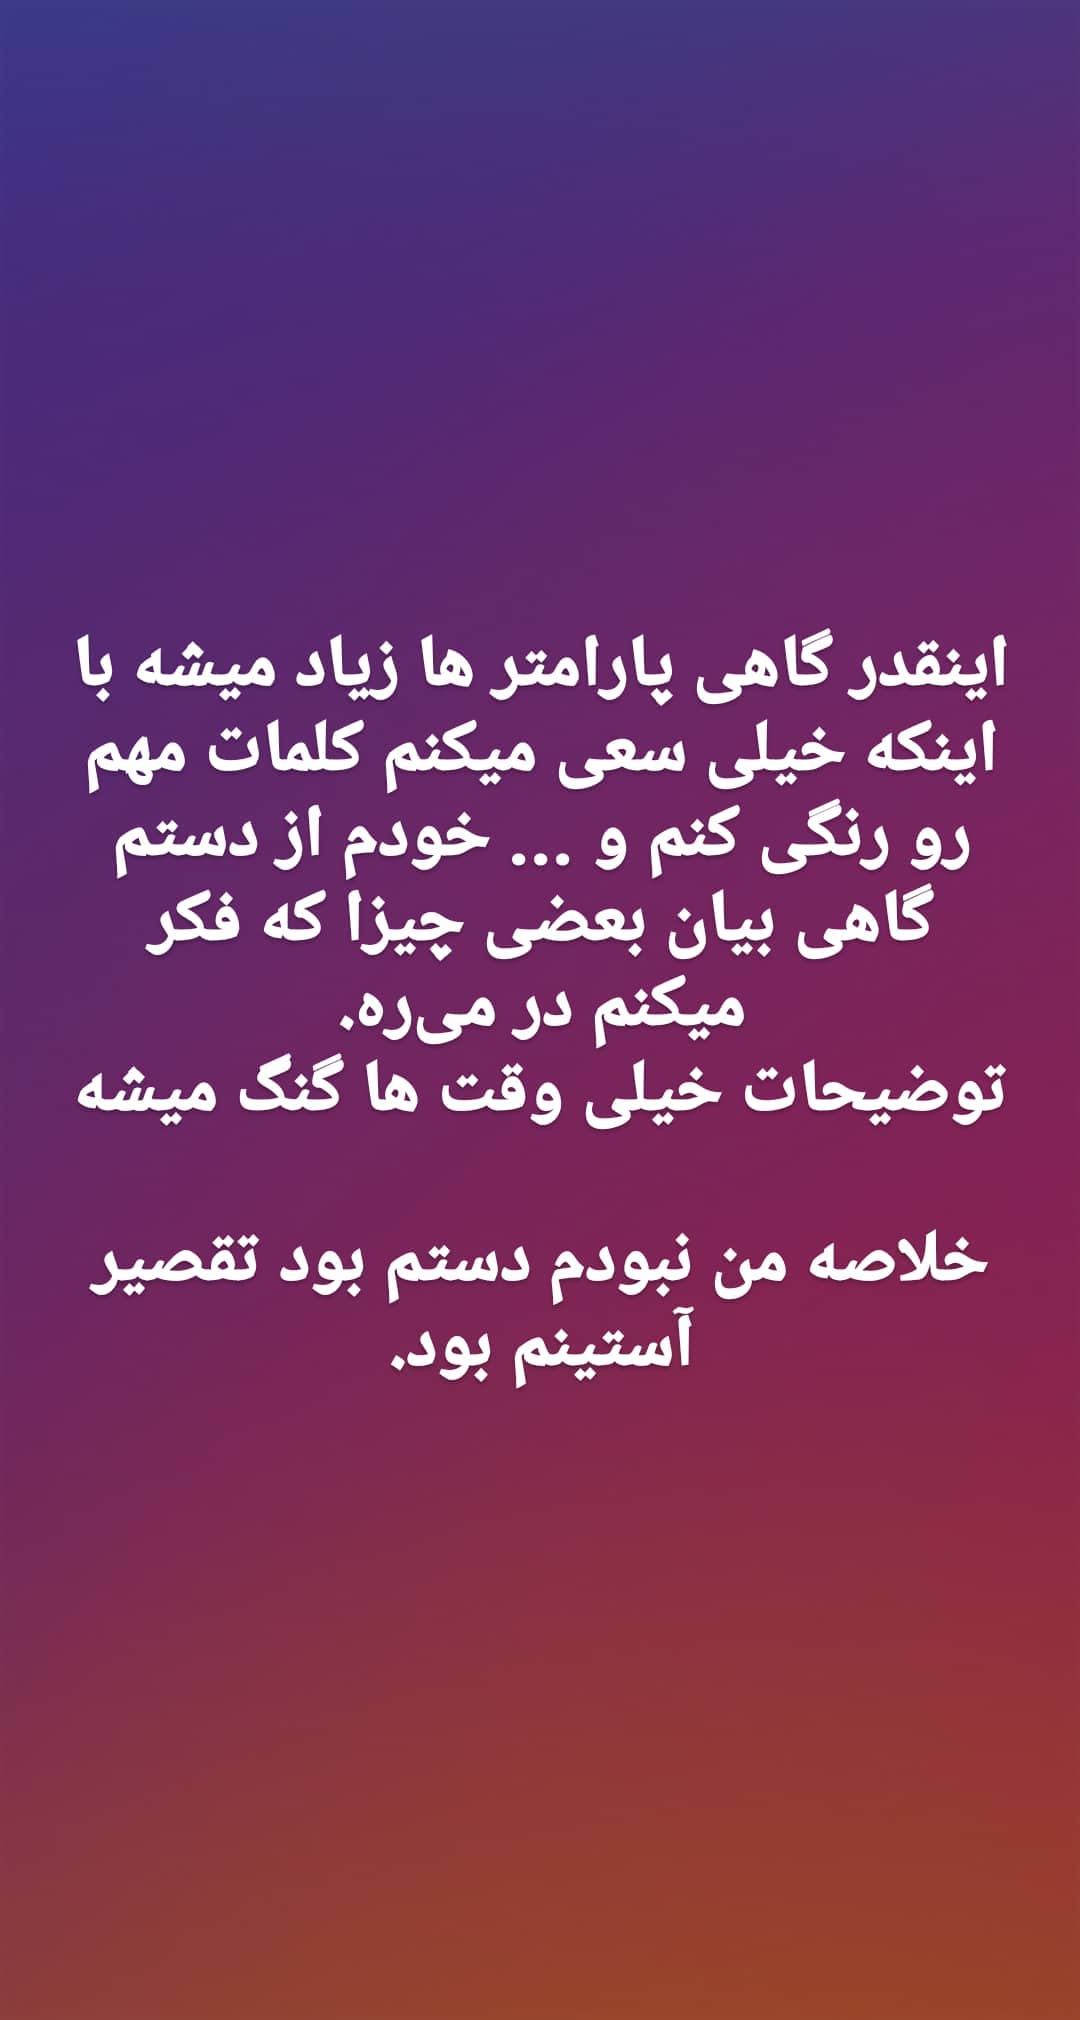 اینقدر گاهی پارامتر ها زیاد میشه با
اینکه خیلی سعی میکنم کلمات مهم
رو رنگی کنم و ... خودم از دستم
گاهی بیان بعضی چیزا که فکر
میکنم در می‌ره.
توضیحات خیلی وقت ها گنگ میشه
خلاصه من نبودم دستم بود تقصیر
آستینم بود.